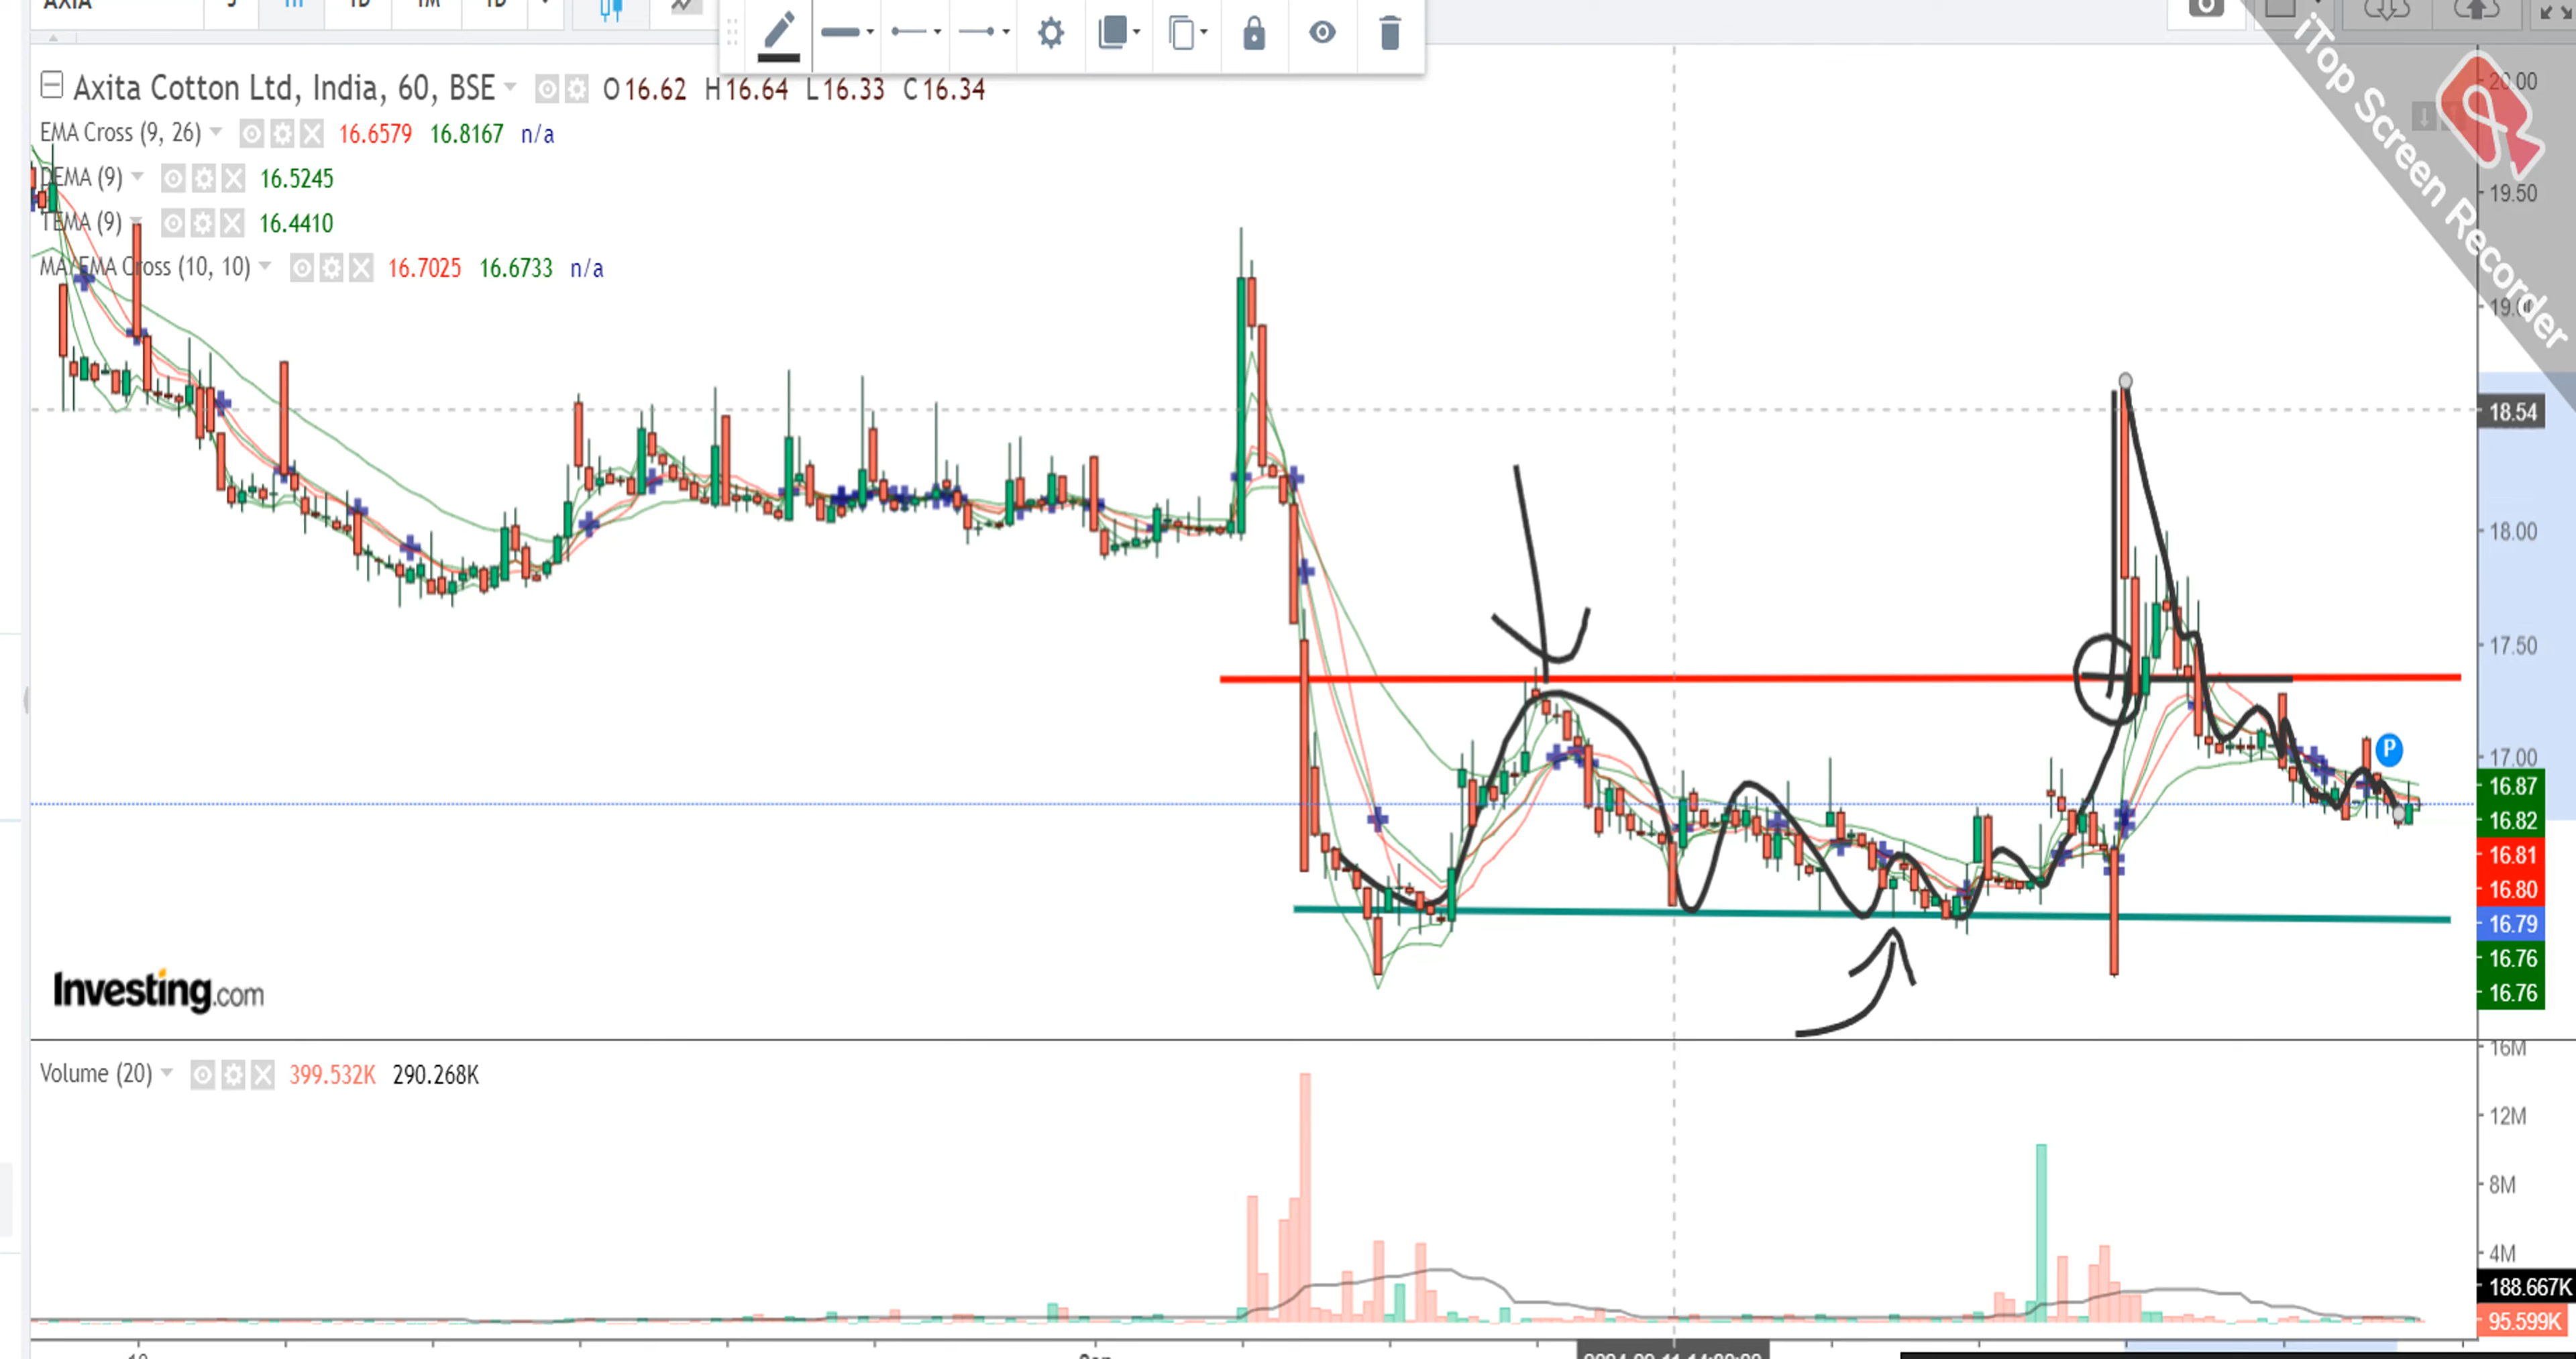 Axita Cotton Ltd, India, 60, BSE O16.62 H16.64 L16.33 C16.34
EMA Cross (9, 26) 16.6579 16.8167 n/a
DEMA (9) 16.5245
TEMA (9) 16.4410
MA/EMA Cross (10, 10) 16.7025 16.6733 n/a
iTop Screen Recorder
20.00
19.50
19.00
18.54
18.00
17.50
P
17.00
16.87
16.82
16.81
16.80
16.79
16.76
16.76
Investing.com
Volume (20) 399.532K 290.268K
16M
12M
8M
4M
188.667K
95.599K